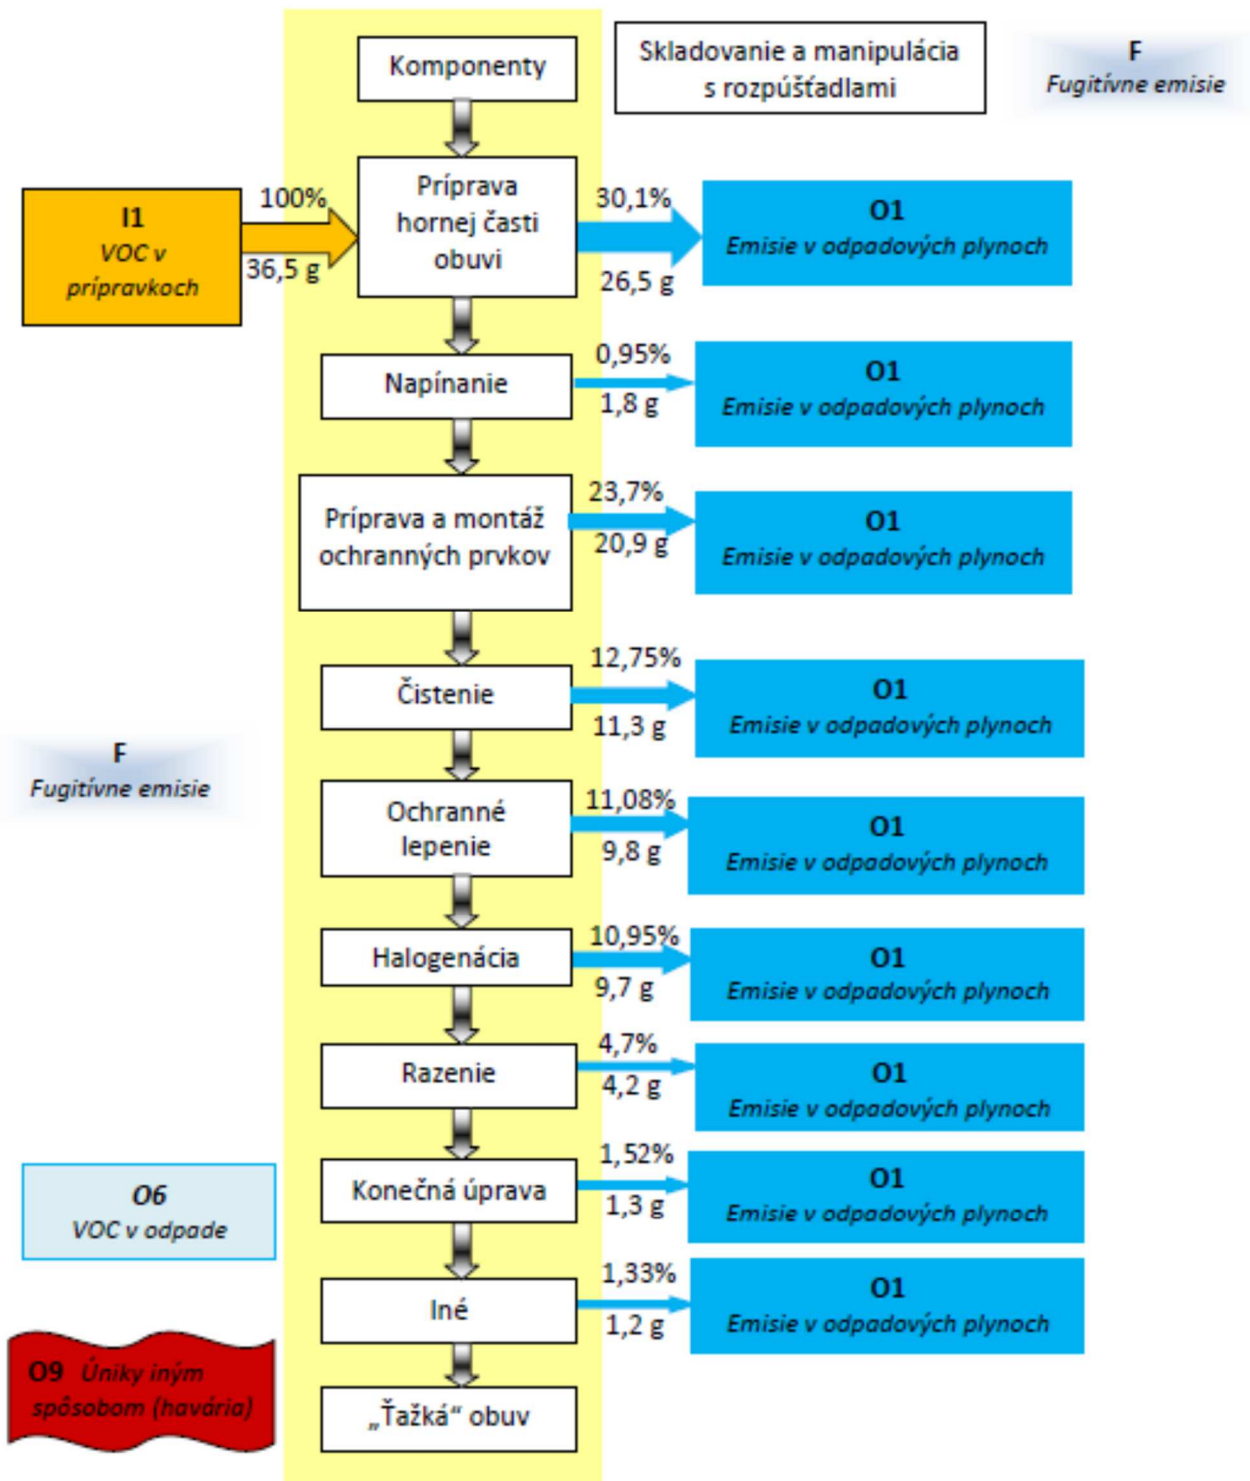 Komponenty
Skladovanie a manipulácia
s rozpúšťadlami
F
Fugitívne emisie
I1
VOC v
prípravkoch
100%
36,5 g
Príprava
hornej časti
obuvi
30,1%
26,5 g
O1
Emisie v odpadových plynoch
Napínanie
0,95%
1,8 g
O1
Emisie v odpadových plynoch
Príprava a montáž
ochranných prvkov
23,7%
20,9 g
O1
Emisie v odpadových plynoch
Čistenie
12,75%
11,3 g
O1
Emisie v odpadových plynoch
F
Fugitívne emisie
Ochranné
lepenie
11,08%
9,8 g
O1
Emisie v odpadových plynoch
Halogenácia
10,95%
9,7 g
O1
Emisie v odpadových plynoch
Razenie
4,7%
4,2 g
O1
Emisie v odpadových plynoch
O6
VOC v odpade
Konečná úprava
1,52%
1,3 g
O1
Emisie v odpadových plynoch
Iné
1,33%
1,2 g
O1
Emisie v odpadových plynoch
O9 Úniky iným
spôsobom (havária)
„Ťažká“ obuv